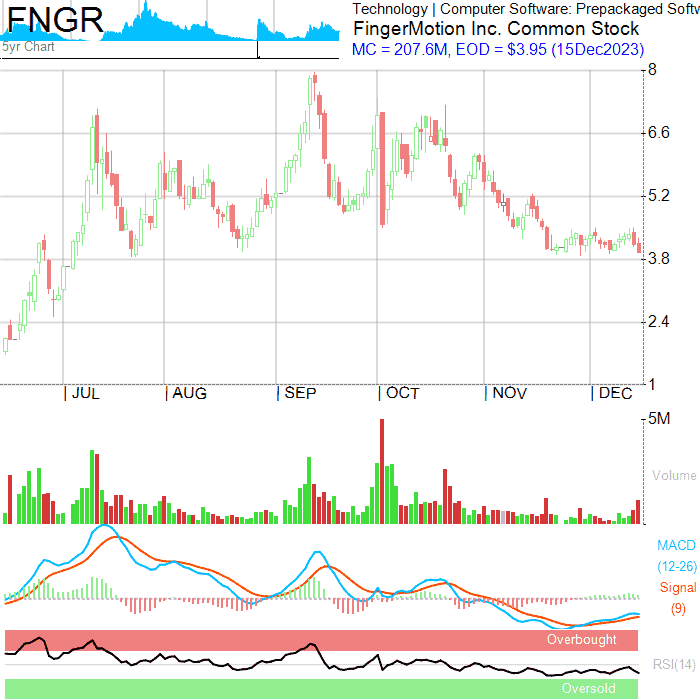 FNGR
5yr Chart
Technology | Computer Software: Prepackaged Softw
FingerMotion Inc. Common Stock
MC = 207.6M, EOD = $3.95 (15Dec2023)
8
6.6
5.2
3.8
2.4
1
| JUL | AUG | SEP | OCT | NOV | DEC
5M
Volume
MACD
(12-26)
Signal
(9)
Overbought
RSI(14)
Oversold